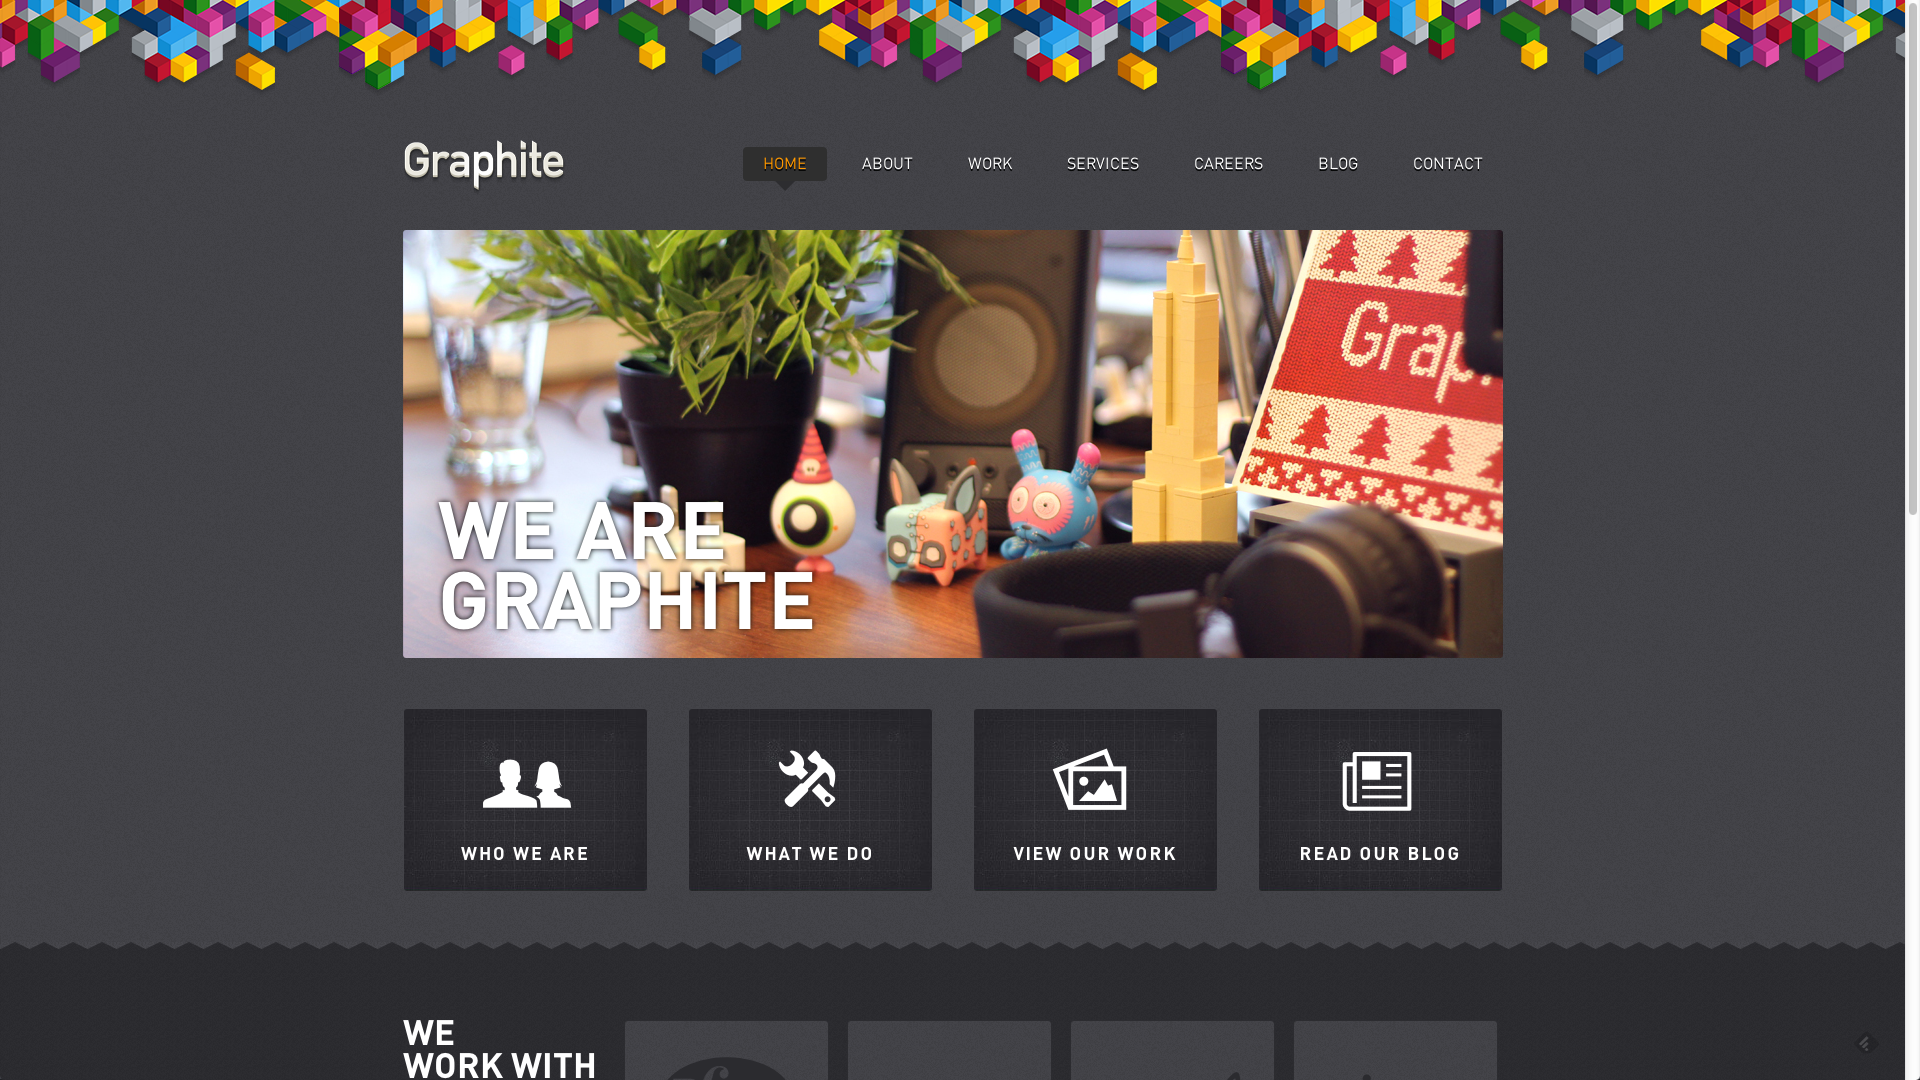 Graphite
HOME
ABOUT
WORK
SERVICES
CAREERS
BLOG
CONTACT
WE ARE
GRAPHITE
WHO WE ARE
WHAT WE DO
VIEW OUR WORK
READ OUR BLOG
WE
WORK WITH